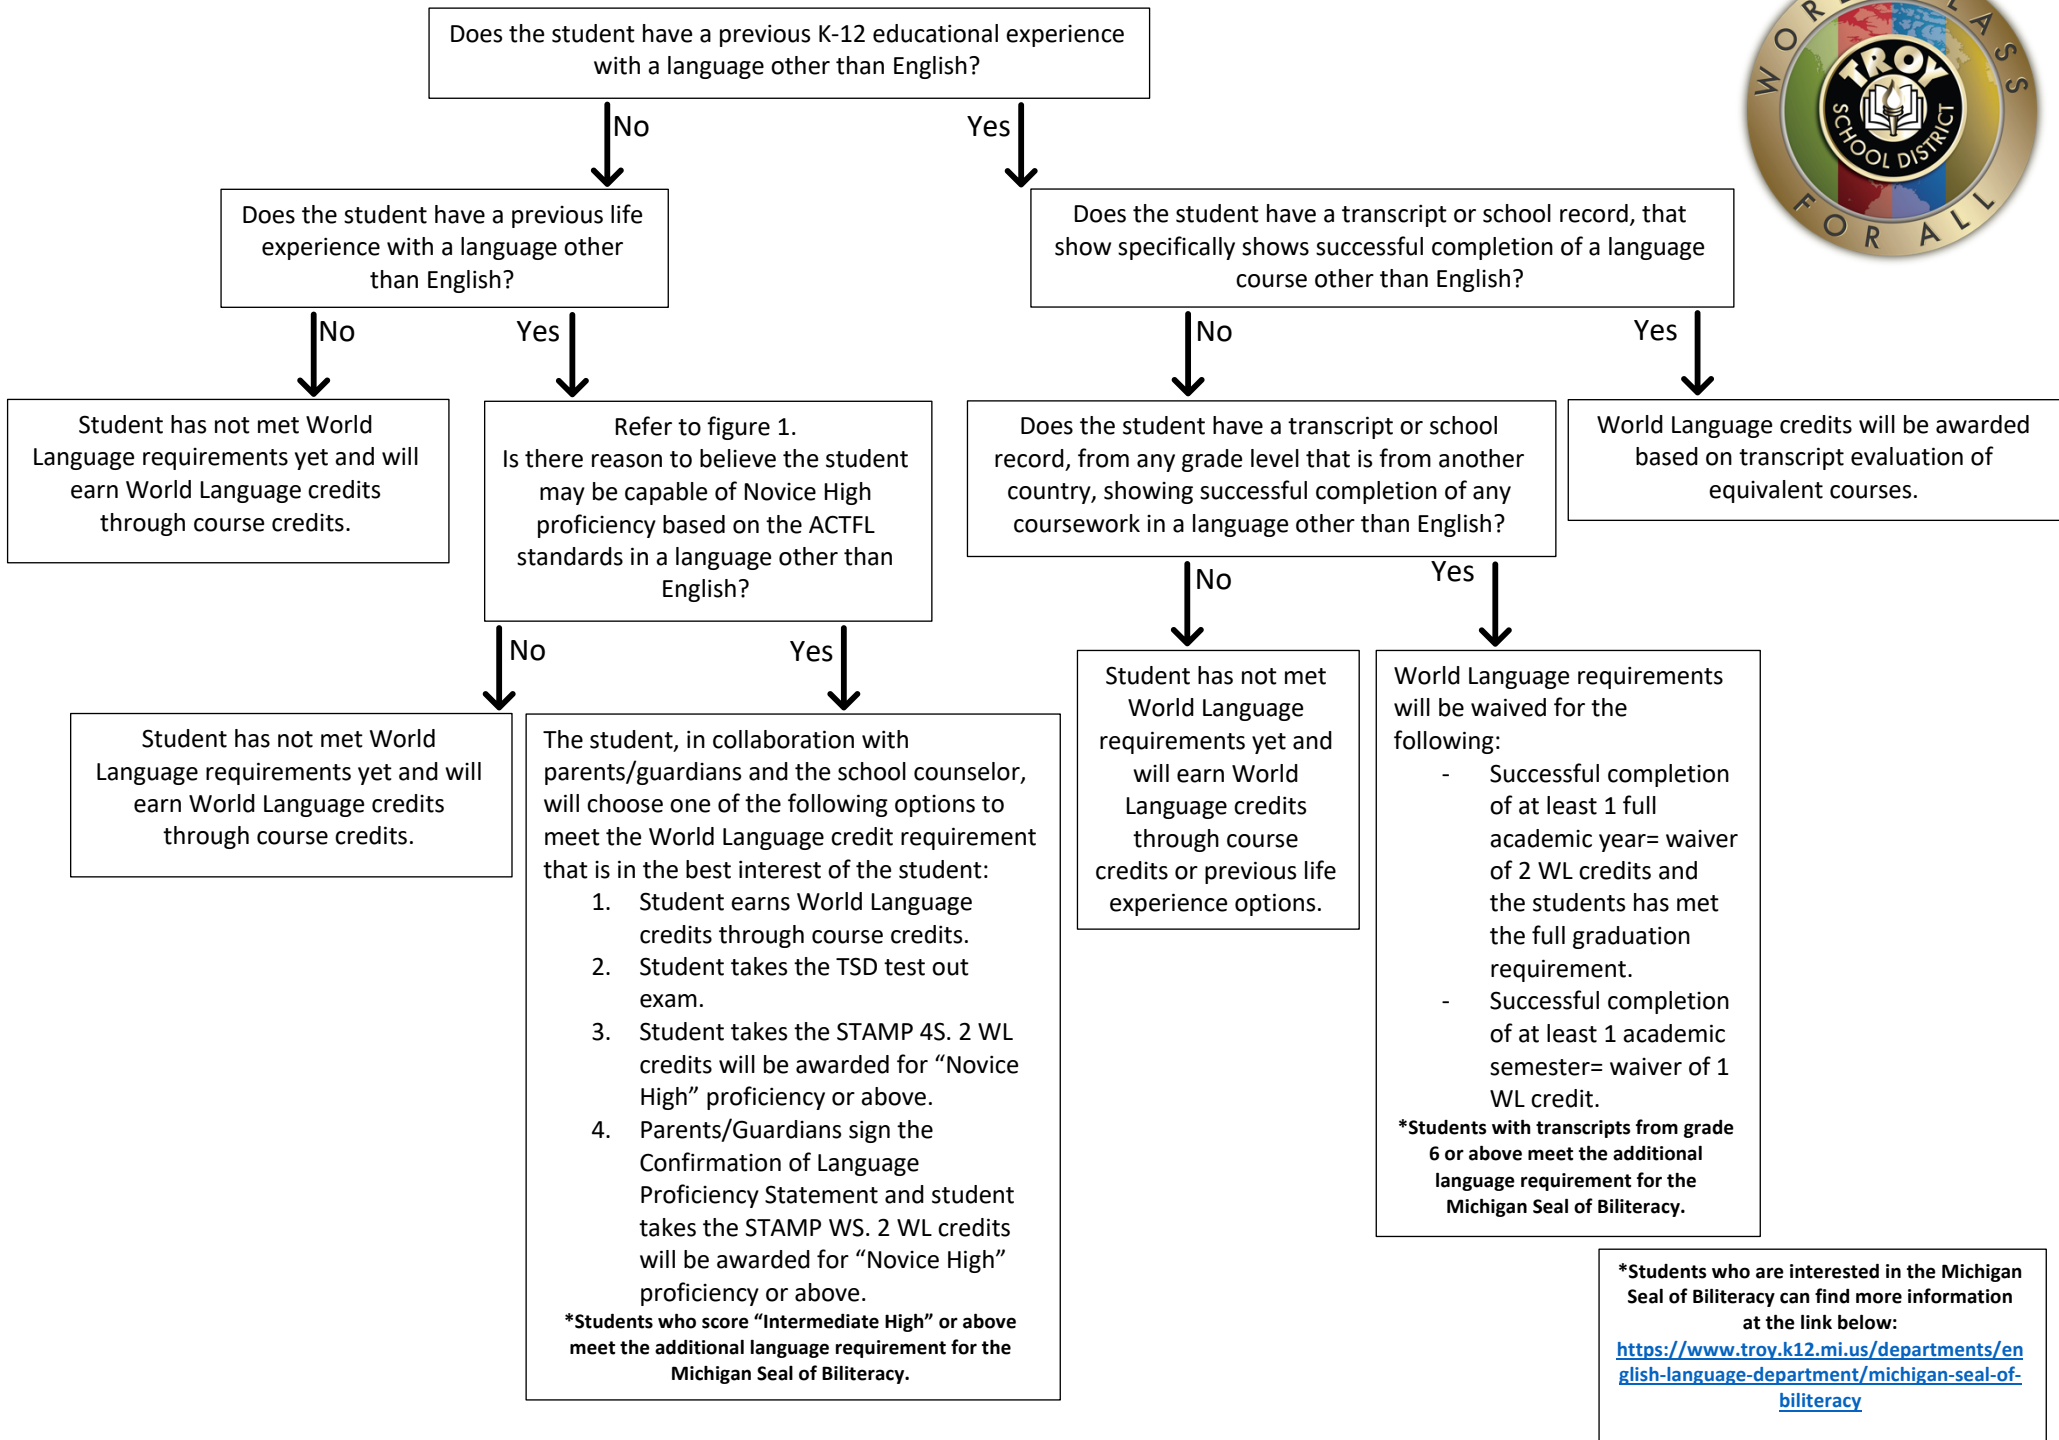 Does the student have a previous K-12 educational experience
with a language other than English?
TROY
SCHOOL DISTRICT
FOR ALL
No
Yes
Does the student have a previous life
experience with a language other
than English?
Does the student have a transcript or school record, that
show specifically shows successful completion of a language
course other than English?
No
Yes
No
Yes
Student has not met World
Language requirements yet and will
earn World Language credits
through course credits.
Refer to figure 1.
Is there reason to believe the student
may be capable of Novice High
proficiency based on the ACTFL
standards in a language other than
English?
Does the student have a transcript or school
record, from any grade level that is from another
country, showing successful completion of any
coursework in a language other than English?
World Language credits will be awarded
based on transcript evaluation of
equivalent courses.
No
Yes
No
Yes
Student has not met World
Language requirements yet and will
earn World Language credits
through course credits.
The student, in collaboration with
parents/guardians and the school counselor,
will choose one of the following options to
meet the World Language credit requirement
that is in the best interest of the student:
1. Student earns World Language
credits through course credits.
2. Student takes the TSD test out
exam.
3. Student takes the STAMP 4S. 2 WL
credits will be awarded for “Novice
High” proficiency or above.
4. Parents/Guardians sign the
Confirmation of Language
Proficiency Statement and student
takes the STAMP WS. 2 WL credits
will be awarded for “Novice High”
proficiency or above.
*Students who score “Intermediate High” or above
meet the additional language requirement for the
Michigan Seal of Biliteracy.
Student has not met
World Language
requirements yet and
will earn World
Language credits
through course
credits or previous life
experience options.
World Language requirements
will be waived for the
following:
- Successful completion
of at least 1 full
academic year= waiver
of 2 WL credits and
the students has met
the full graduation
requirement.
- Successful completion
of at least 1 academic
semester= waiver of 1
WL credit.
*Students with transcripts from grade
6 or above meet the additional
language requirement for the
Michigan Seal of Biliteracy.
*Students who are interested in the Michigan
Seal of Biliteracy can find more information
at the link below:
https://www.troy.k12.mi.us/departments/en
glish-language-department/michigan-seal-of-
biliteracy